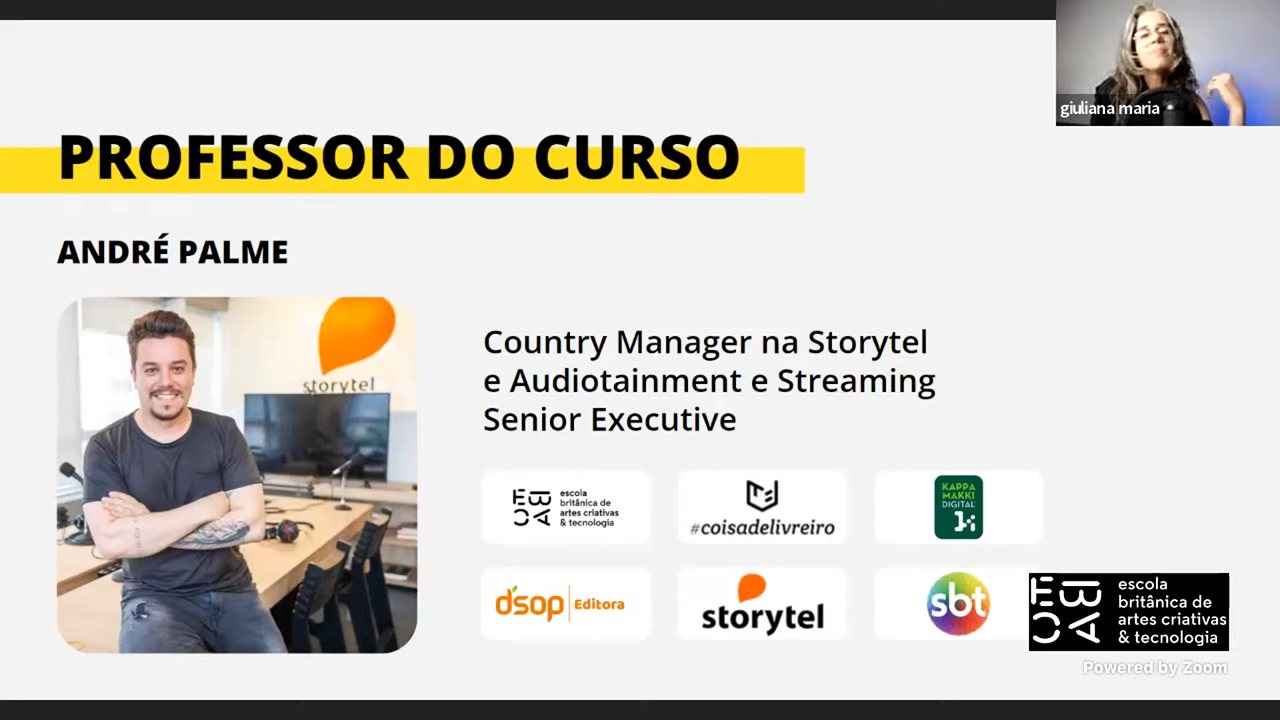 giuliana maria
PROFESSOR DO CURSO
ANDRÉ PALME
storytel
Country Manager na Storytel
e Audiotainment e Streaming
Senior Executive
escola
britânica de
artes criativas
& tecnologia
#coisadelivreiro
KAPPA
MAKKI
DIGITAL
dsop Editora
storytel
sbt
EBAC
escola
britânica de
artes criativas
& tecnologia
Powered by Zoom